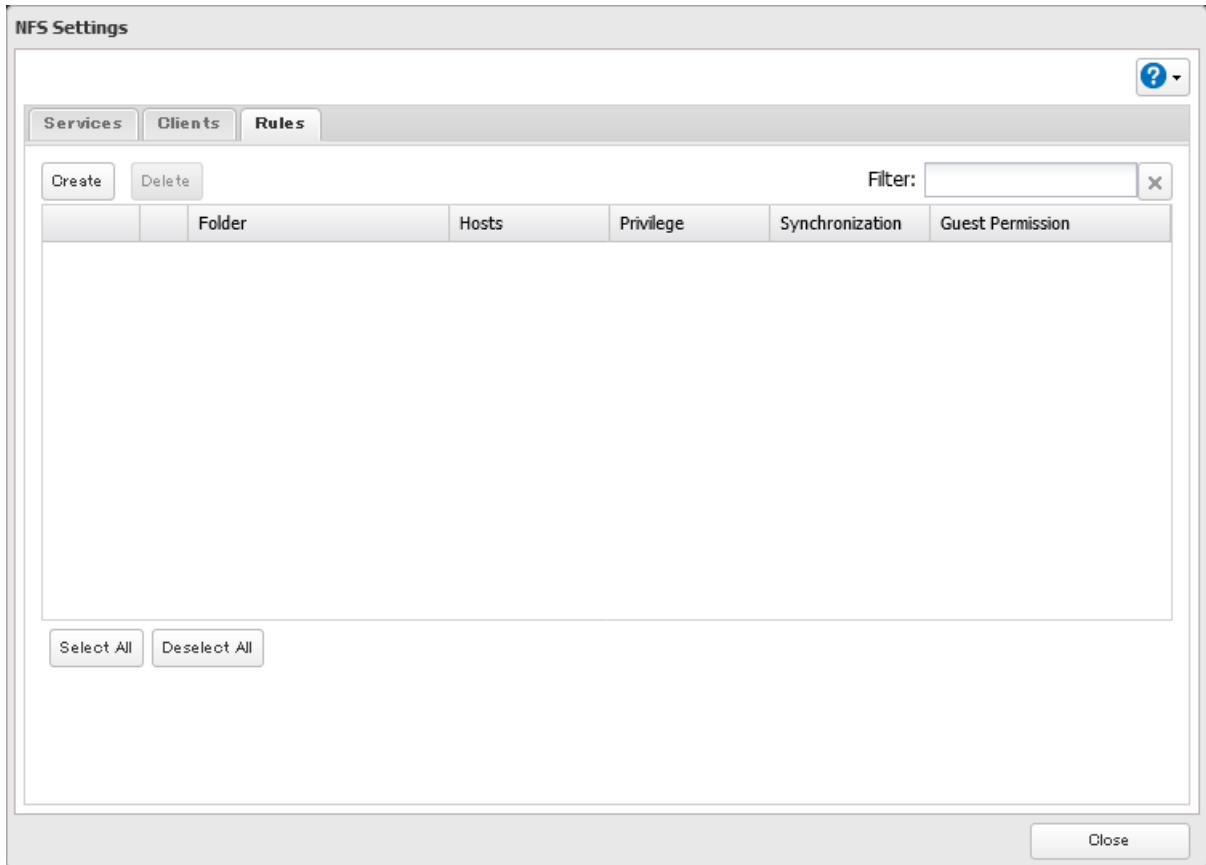 NFS Settings
Services Clients Rules
Create Delete Filter:
Folder Hosts Privilege Synchronization Guest Permission
Select All Deselect All
Close